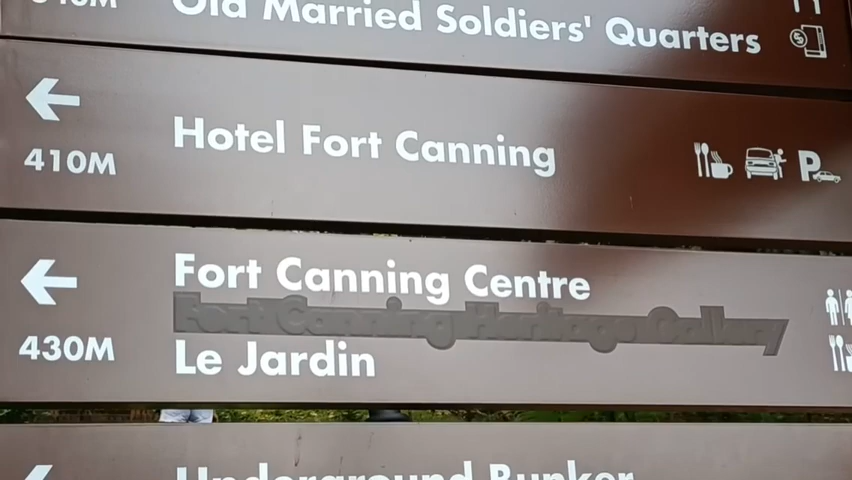 Old Married Soldiers' Quarters
410M
Hotel Fort Canning
P
430M
Fort Canning Centre
Fort Canning Heritage Gallery
Le Jardin
Underground Bunker